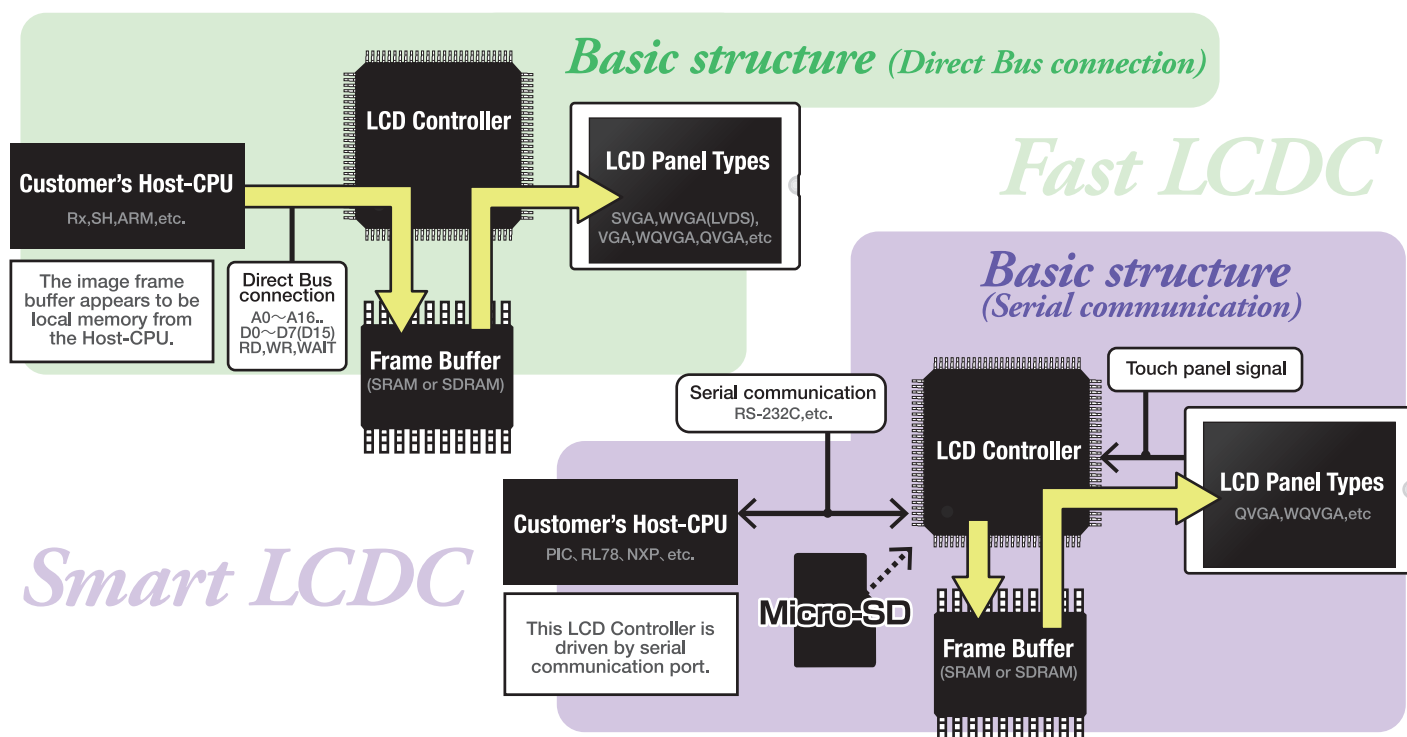 Basic structure (Direct Bus connection)
LCD Controller
Fast LCDC
LCD Panel Types
SVGA,WVGA(LVDS),
VGA,WQVGA,QVGA,etc
Customer's Host-CPU
Rx,SH,ARM,etc.
The image frame
buffer appears to be
local memory from
the Host-CPU.
Direct Bus
connection
A0~A16..
D0~D7(D15)
RD,WR,WAIT
Frame Buffer
(SRAM or SDRAM)
Basic structure
(Serial communication)
Touch panel signal
Serial communication
RS-232C,etc.
LCD Controller
LCD Panel Types
QVGA,WQVGA,etc
Customer's Host-CPU
PIC、RL78、NXP、etc.
Smart LCDC
Micro-SD
This LCD Controller is
driven by serial
communication port.
Frame Buffer
(SRAM or SDRAM)